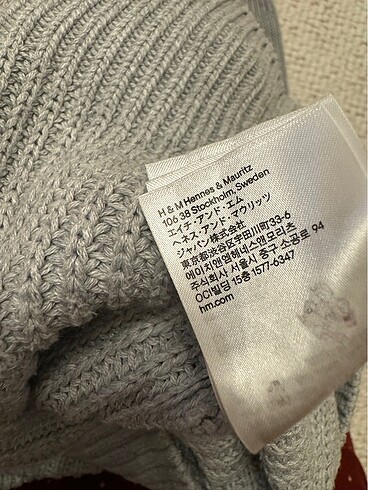 H & M Hennes & Mauritz
106 38 Stockholm, Sweden
エイチ・アンド・エム
ヘネス・アンド・マウリッツ
ジャパン株式会社
東京都渋谷区宇田川町33-6
에이치앤엠헤네스앤모리츠
주식회사 서울시 중구 소공로 94
OCI빌딩 15층 1577-6347
hm.com